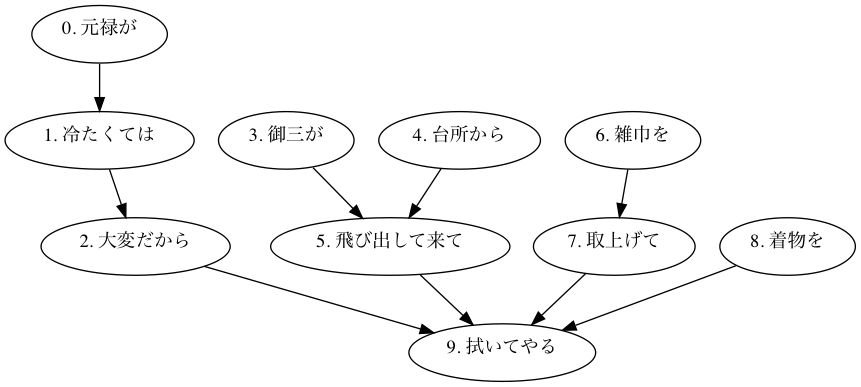 0. 元禄が
1. 冷たくては
3. 御三が
4. 台所から
6. 雑巾を
2. 大変だから
5. 飛び出して来て
7. 取上げて
8. 着物を
9. 拭いてやる